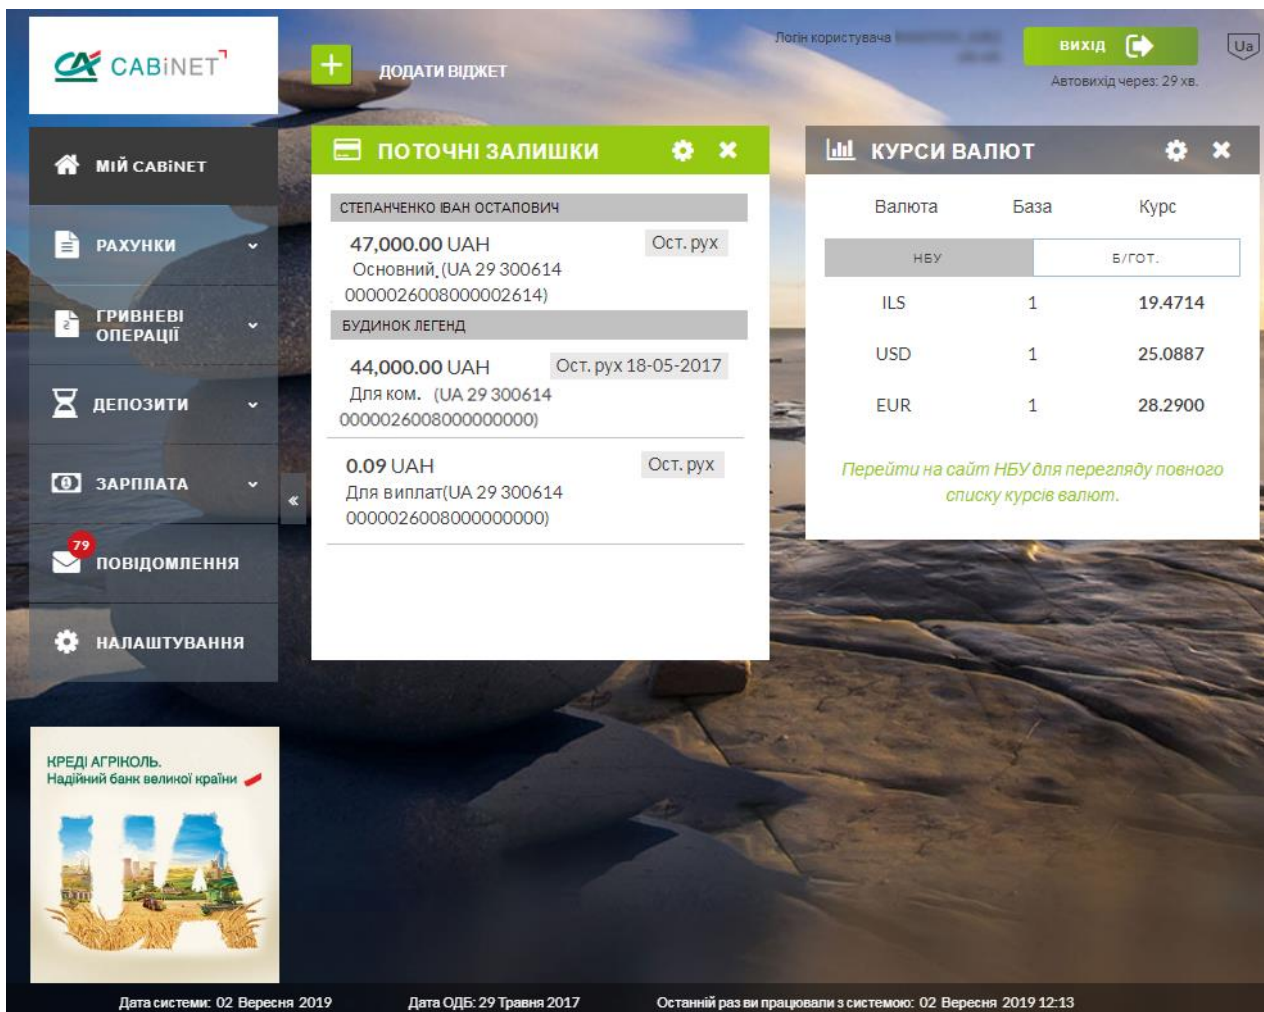 CABiNET
ДОДАТИ ВІДЖЕТ
Логін користувача
ВИХІД
Ua
Автовихід через: 29 хв.
МІЙ CABiNET
РАХУНКИ
ГРИВНЕВІ
ОПЕРАЦІЇ
ДЕПОЗИТИ
ЗАРПЛАТА
79
ПОВІДОМЛЕННЯ
НАЛАШТУВАННЯ
ПОТОЧНІ ЗАЛИШКИ
СТЕПАНЧЕНКО ІВАН ОСТАПОВИЧ
47,000.00 UAH Ост. рух
Основний, (UA 29 300614
0000026008000002614)
БУДИНОК ЛЕГЕНД
44,000.00 UAH Ост. рух 18-05-2017
Для ком. (UA 29 300614
0000026008000000000)
0.09 UAH Ост. рух
Для виплат(UA 29 300614
0000026008000000000)
КУРСИ ВАЛЮТ
Валюта База Курс
НБУ Б/ГОТ.
ILS 1 19.4714
USD 1 25.0887
EUR 1 28.2900
Перейти на сайт НБУ для перегляду повного
списку курсів валют.
КРЕДІ АГРІКОЛЬ.
Надійний банк великої країни
UA
Дата системи: 02 Вересня 2019 Дата ОДБ: 29 Травня 2017 Останній раз ви працювали з системою: 02 Вересня 2019 12:13